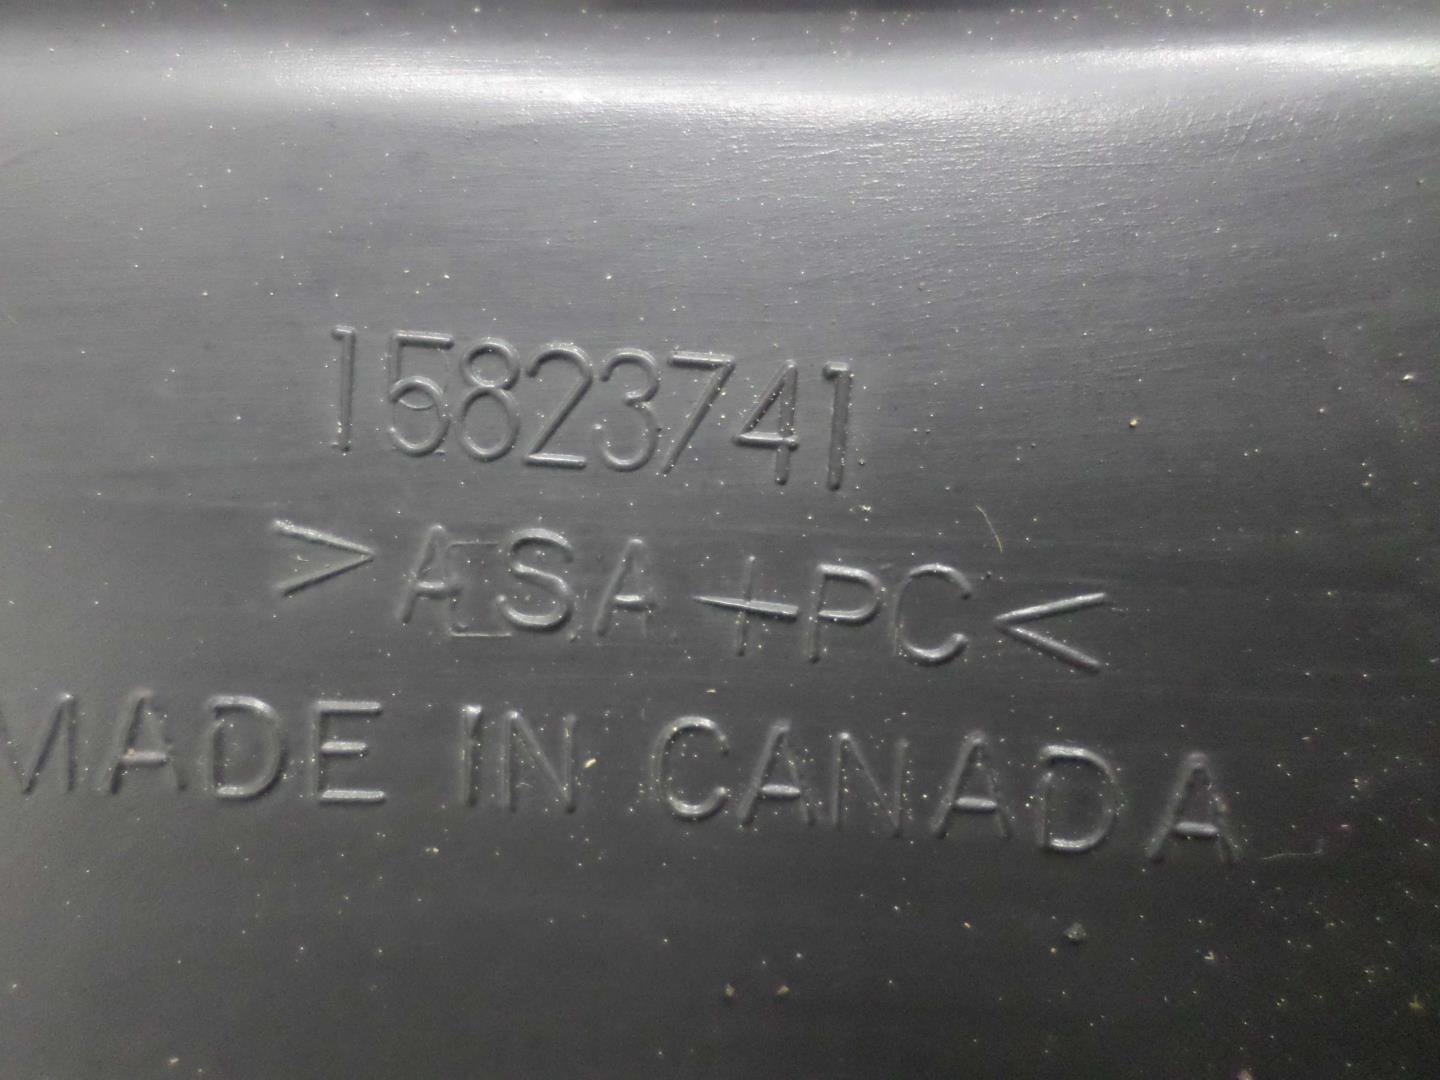 15823741
>ASA+PC<
MADE IN CANADA